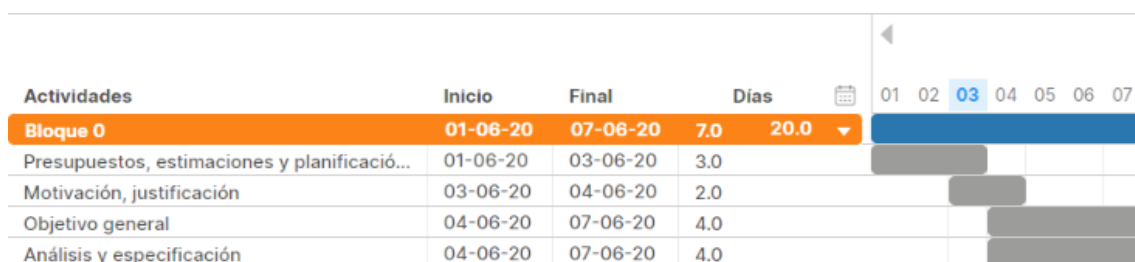 Actividades Inicio Final Días 01 02 03 04 05 06 07
Bloque 0 01-06-20 07-06-20 7.0 20.0
Presupuestos, estimaciones y planificació... 01-06-20 03-06-20 3.0
Motivación, justificación 03-06-20 04-06-20 2.0
Objetivo general 04-06-20 07-06-20 4.0
Análisis y especificación 04-06-20 07-06-20 4.0